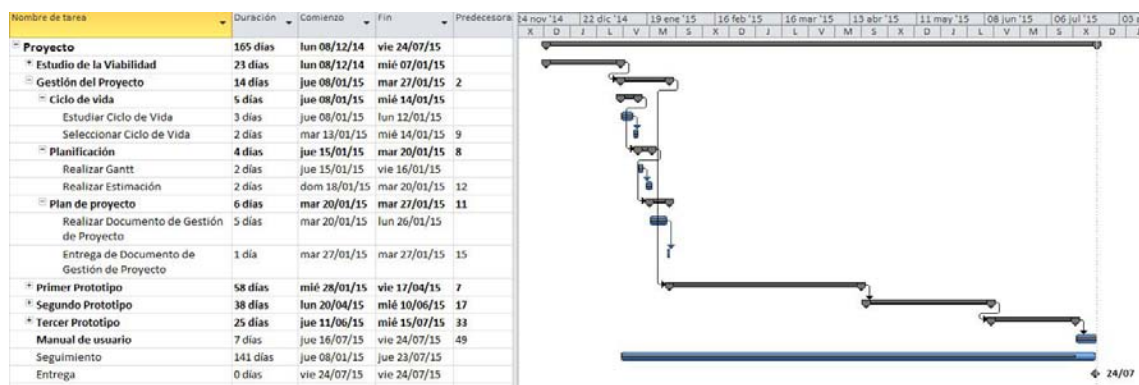 Nombre de tarea Duración Comienzo Fin Predecesora 24 nov '14 22 dic '14 19 ene '15 16 feb '15 16 mar '15 13 abr '15 11 may '15 08 jun '15 06 jul '15 03
X D J L V M S X D J L V M S X D J L V M S X D
Proyecto 165 días lun 08/12/14 vie 24/07/15
Estudio de la Viabilidad 23 días lun 08/12/14 mié 07/01/15
Gestión del Proyecto 14 días jue 08/01/15 mar 27/01/15 2
Ciclo de vida 5 días jue 08/01/15 mié 14/01/15
Estudiar Ciclo de Vida 3 días jue 08/01/15 lun 12/01/15
Seleccionar Ciclo de Vida 2 días mar 13/01/15 mié 14/01/15 9
Planificación 4 días jue 15/01/15 mar 20/01/15 8
Realizar Gantt 2 días jue 15/01/15 vie 16/01/15
Realizar Estimación 2 días dom 18/01/15 mar 20/01/15 12
Plan de proyecto 6 días mar 20/01/15 mar 27/01/15 11
Realizar Documento de Gestión 5 días mar 20/01/15 lun 26/01/15
de Proyecto
Entrega de Documento de 1 día mar 27/01/15 mar 27/01/15 15
Gestión de Proyecto
Primer Prototipo 58 días mié 28/01/15 vie 17/04/15 7
Segundo Prototipo 38 días lun 20/04/15 mié 10/06/15 17
Tercer Prototipo 25 días jue 11/06/15 mié 15/07/15 33
Manual de usuario 7 días jue 16/07/15 vie 24/07/15 49
Seguimiento 141 días jue 08/01/15 jue 23/07/15
Entrega 0 días vie 24/07/15 vie 24/07/15 24/07